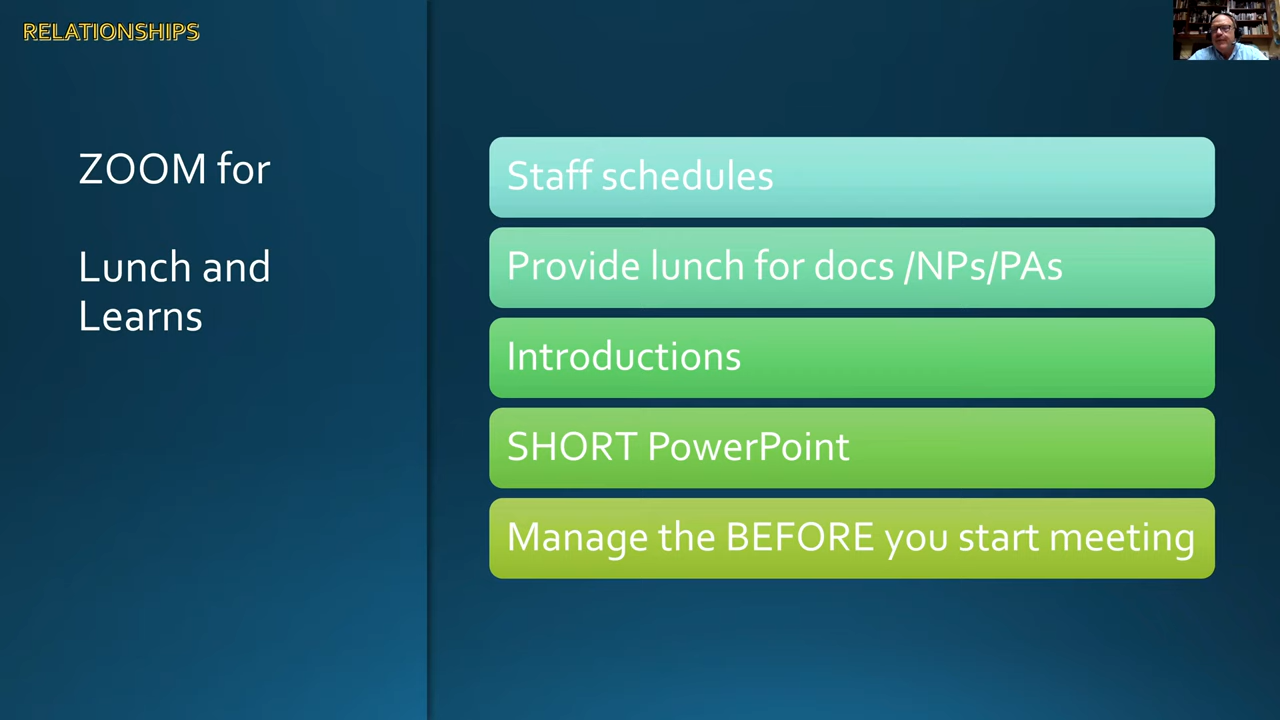 RELATIONSHIPS
ZOOM for
Lunch and
Learns
Staff schedules
Provide lunch for docs /NPs/PAs
Introductions
SHORT PowerPoint
Manage the BEFORE you start meeting